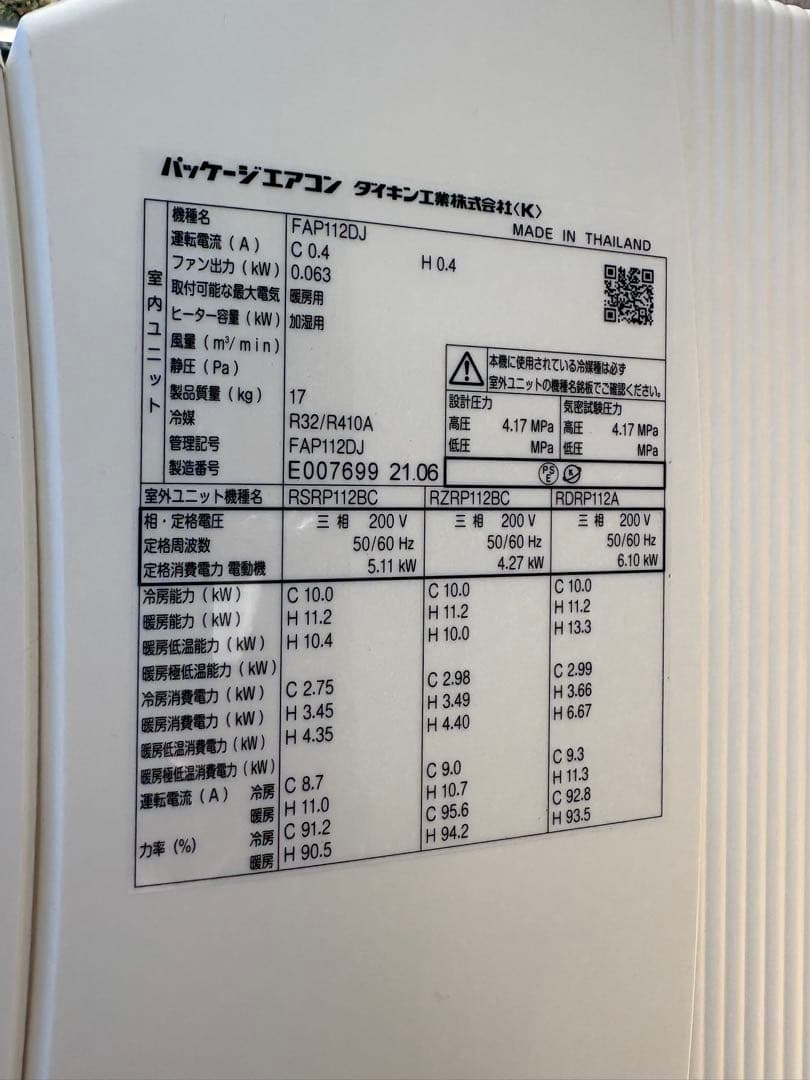 パッケージエアコン ダイキン工業株式会社〈K〉
MADE IN THAILAND
室内ユニット
機種名 FAP112DJ
運転電流 (A) C 0.4 H 0.4
ファン出力 (kW) 0.063
取付可能な最大電気 暖房用
ヒーター容量 (kW) 加湿用
風量 (m³/min)
静圧 (Pa)
製品質量 (kg) 17
冷媒 R32/R410A
管理記号 FAP112DJ
製造番号 E007699 21.06
本機に使用されている冷媒種は必ず
室外ユニットの機種名銘板でご確認ください。
設計圧力 気密試験圧力
高圧 4.17 MPa 高圧 4.17 MPa
低圧 MPa 低圧 MPa
PSE
室外ユニット機種名 RSRP112BC RZRP112BC RDRP112A
相・定格電圧 三相 200 V 三相 200 V 三相 200 V
定格周波数 50/60 Hz 50/60 Hz 50/60 Hz
定格消費電力 電動機 5.11 kW 4.27 kW 6.10 kW
冷房能力 (kW) C 10.0 C 10.0 C 10.0
暖房能力 (kW) H 11.2 H 11.2 H 11.2
暖房低温能力 (kW) H 10.4 H 10.0 H 13.3
暖房極低温能力 (kW)
冷房消費電力 (kW) C 2.75 C 2.98 C 2.99
暖房消費電力 (kW) H 3.45 H 3.49 H 3.66
暖房低温消費電力 (kW) H 4.35 H 4.40 H 6.67
暖房極低温消費電力 (kW)
運転電流 (A) 冷房 C 8.7 C 9.0 C 9.3
暖房 H 11.0 H 10.7 H 11.3
力率 (%) 冷房 C 91.2 C 95.6 C 92.8
暖房 H 90.5 H 94.2 H 93.5